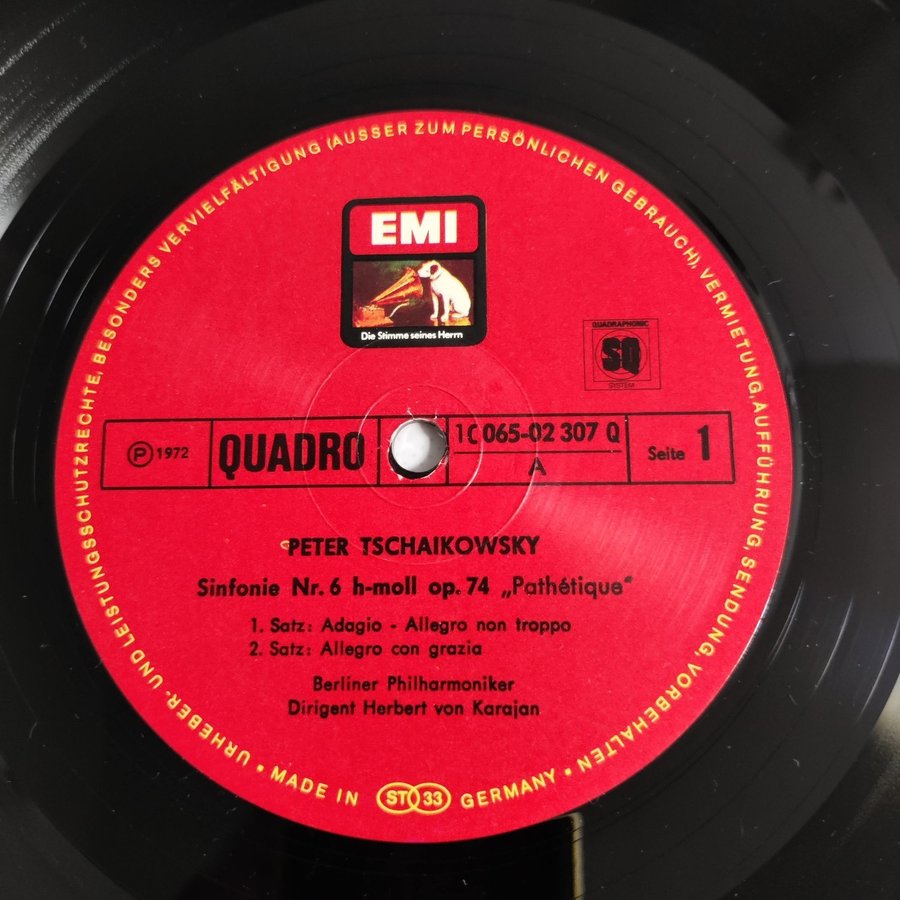 URHEBER- UND LEISTUNGSSCHUTZRECHTE, BESONDERS VERVIELFÄLTIGUNG (AUSSER ZUM PERSÖNLICHEN GEBRAUCH), VERMIETUNG, AUFFÜHRUNG, SENDUNG, VORBEHALTEN •
EMI
Die Stimme seines Herrn
QUADRAPHONIC
SQ
SYSTEM
℗ 1972
QUADRO
1C 065-02 307 Q
A
Seite 1
PETER TSCHAIKOWSKY
Sinfonie Nr. 6 h-moll op. 74 „Pathétique“
1. Satz: Adagio - Allegro non troppo
2. Satz: Allegro con grazia
Berliner Philharmoniker
Dirigent Herbert von Karajan
• MADE IN ST 33 GERMANY •